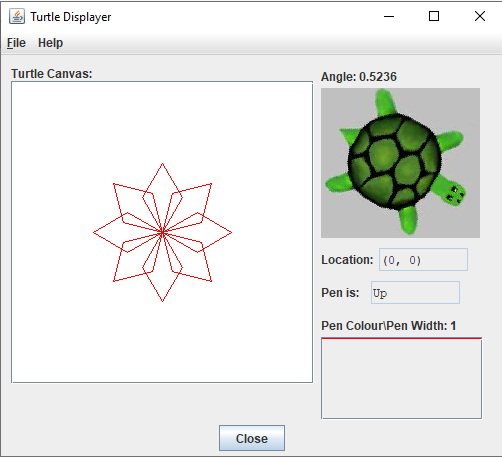 Turtle Displayer
File Help
Turtle Canvas:
Angle: 0.5236
Location: (0, 0)
Pen is: Up
Pen Colour\Pen Width: 1
Close